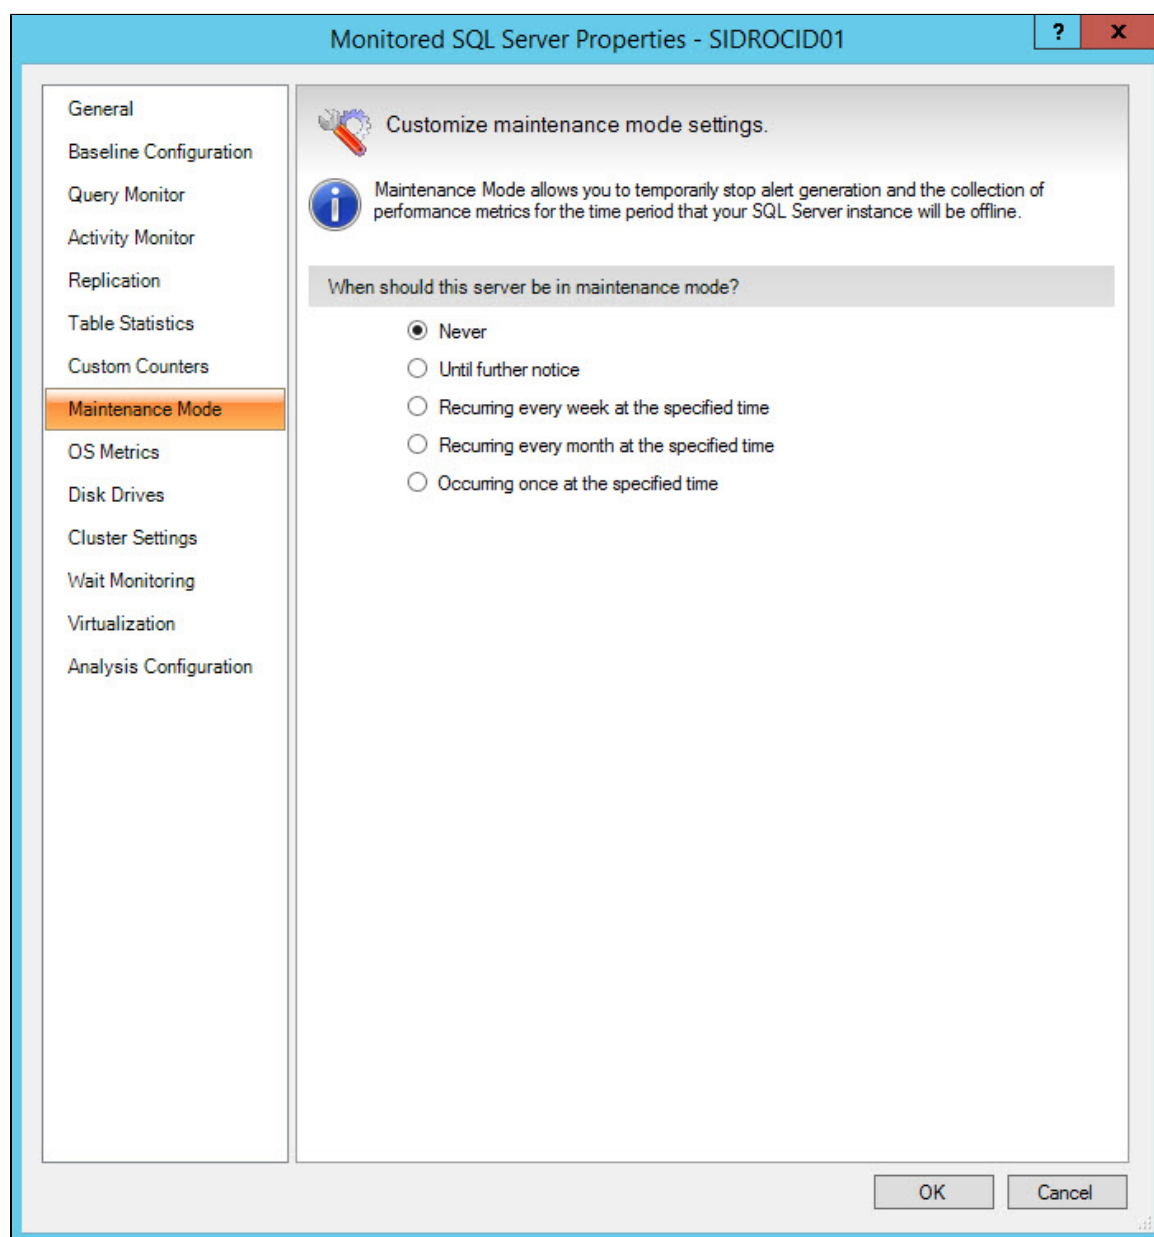 Monitored SQL Server Properties - SIDROCID01
?
x
General
Baseline Configuration
Query Monitor
Activity Monitor
Replication
Table Statistics
Custom Counters
Maintenance Mode
OS Metrics
Disk Drives
Cluster Settings
Wait Monitoring
Virtualization
Analysis Configuration
Customize maintenance mode settings.
Maintenance Mode allows you to temporarily stop alert generation and the collection of
performance metrics for the time period that your SQL Server instance will be offline.
When should this server be in maintenance mode?
Never
Until further notice
Recurring every week at the specified time
Recurring every month at the specified time
Occurring once at the specified time
OK
Cancel